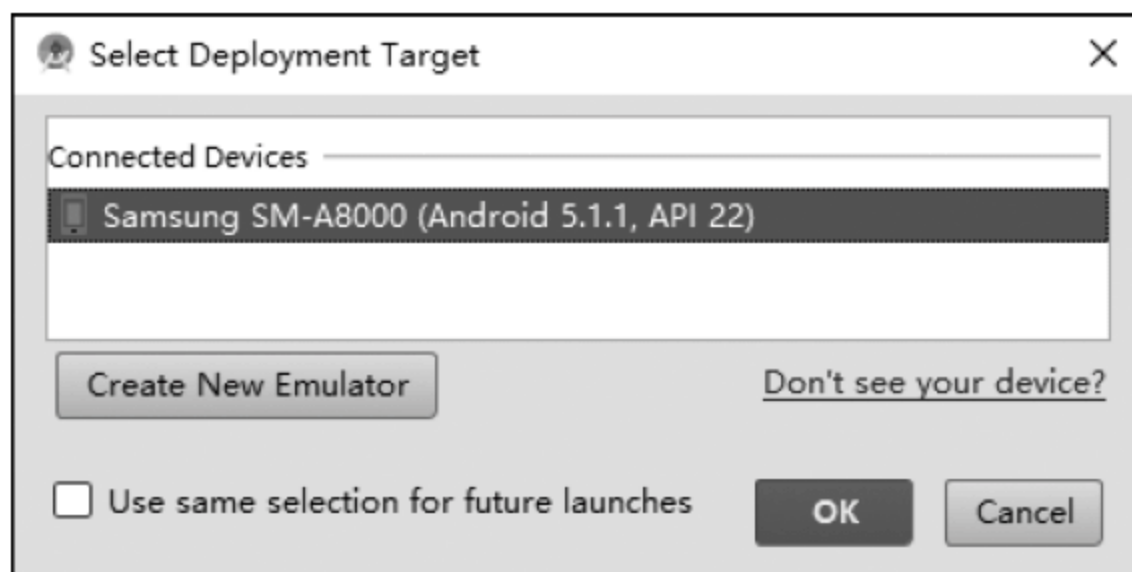 Select Deployment Target
Connected Devices
Samsung SM-A8000 (Android 5.1.1, API 22)
Create New Emulator
Don't see your device?
Use same selection for future launches
OK
Cancel